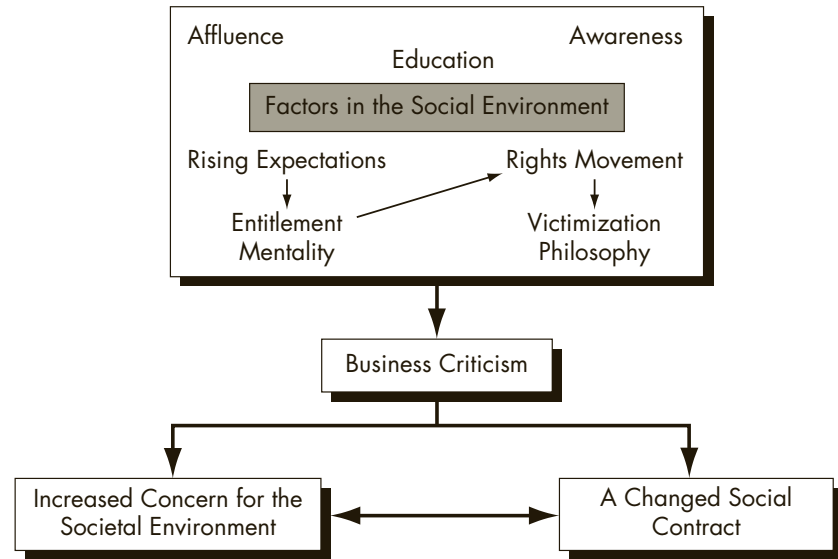 Affluence
Awareness
Education
Factors in the Social Environment
Rising Expectations
Rights Movement
Entitlement
Mentality
Victimization
Philosophy
Business Criticism
Increased Concern for the
Societal Environment
A Changed Social
Contract